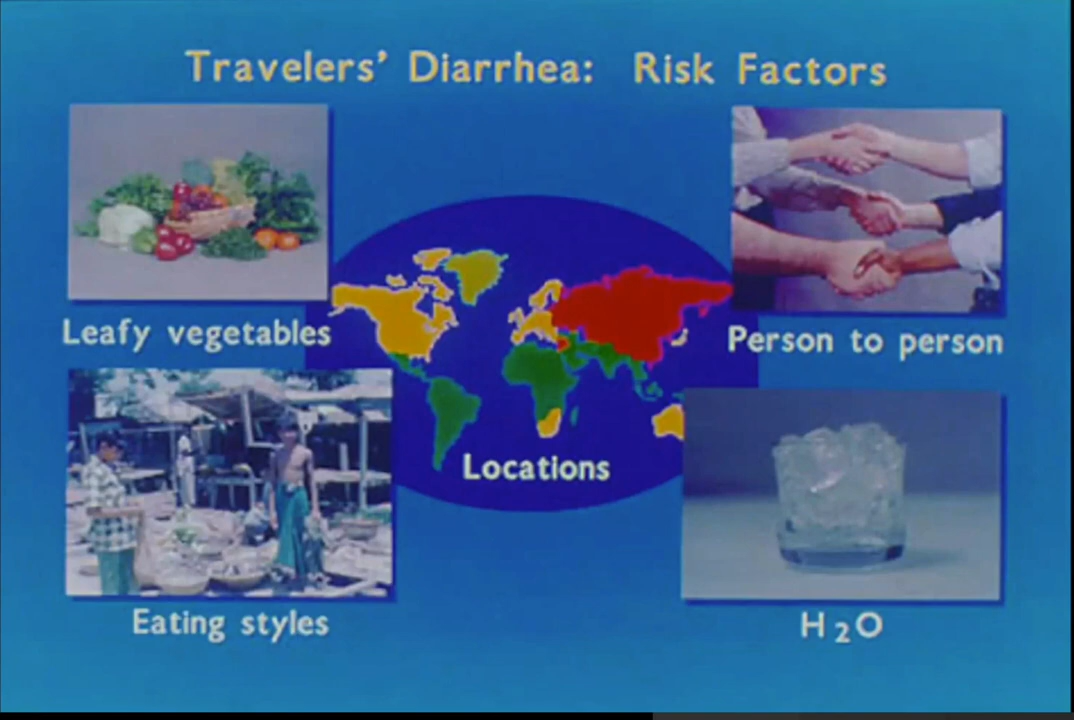 Travelers' Diarrhea: Risk Factors
Leafy vegetables
Person to person
Locations
Eating styles
H2O